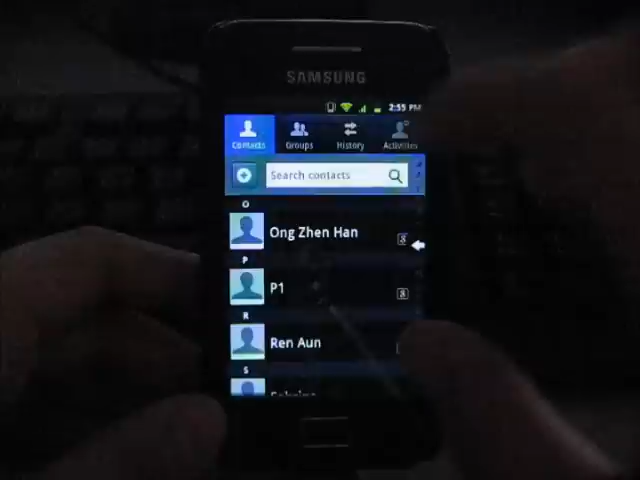 SAMSUNG
2:55 PM
Contacts Groups History Activities
Search contacts
O
Ong Zhen Han
P
P1
R
Ren Aun
S